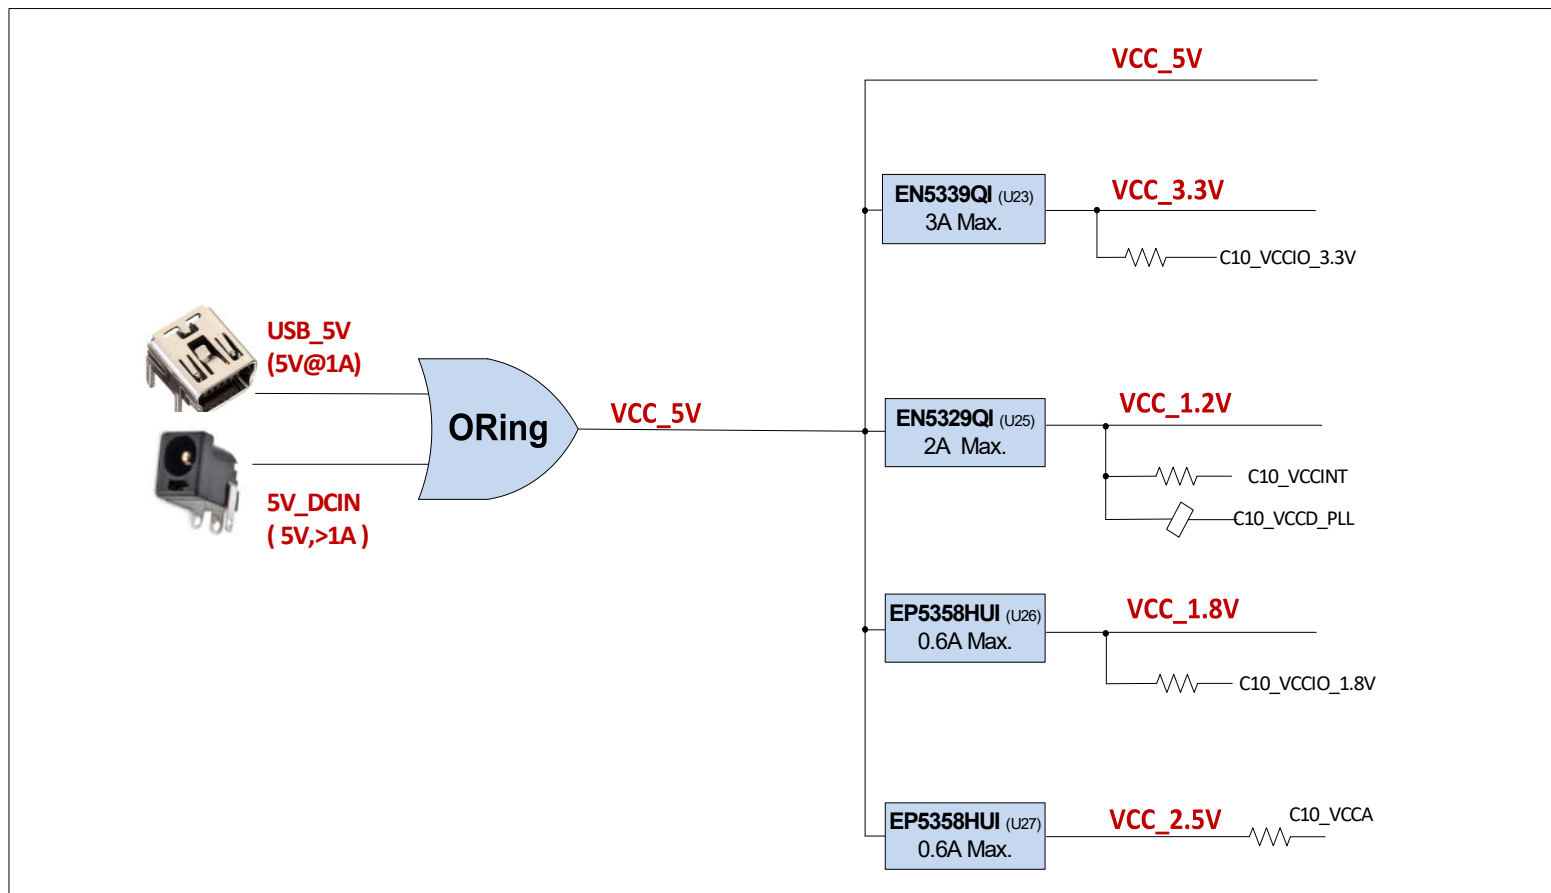 VCC_5V
EN5339QI (U23)
3A Max.
VCC_3.3V
C10_VCCIO_3.3V
USB_5V
(5V@1A)
ORing
VCC_5V
5V_DCIN
( 5V,>1A )
EN5329QI (U25)
2A  Max.
VCC_1.2V
C10_VCCINT
C10_VCCD_PLL
EP5358HUI (U26)
0.6A Max.
VCC_1.8V
C10_VCCIO_1.8V
EP5358HUI (U27)
0.6A Max.
VCC_2.5V
C10_VCCA